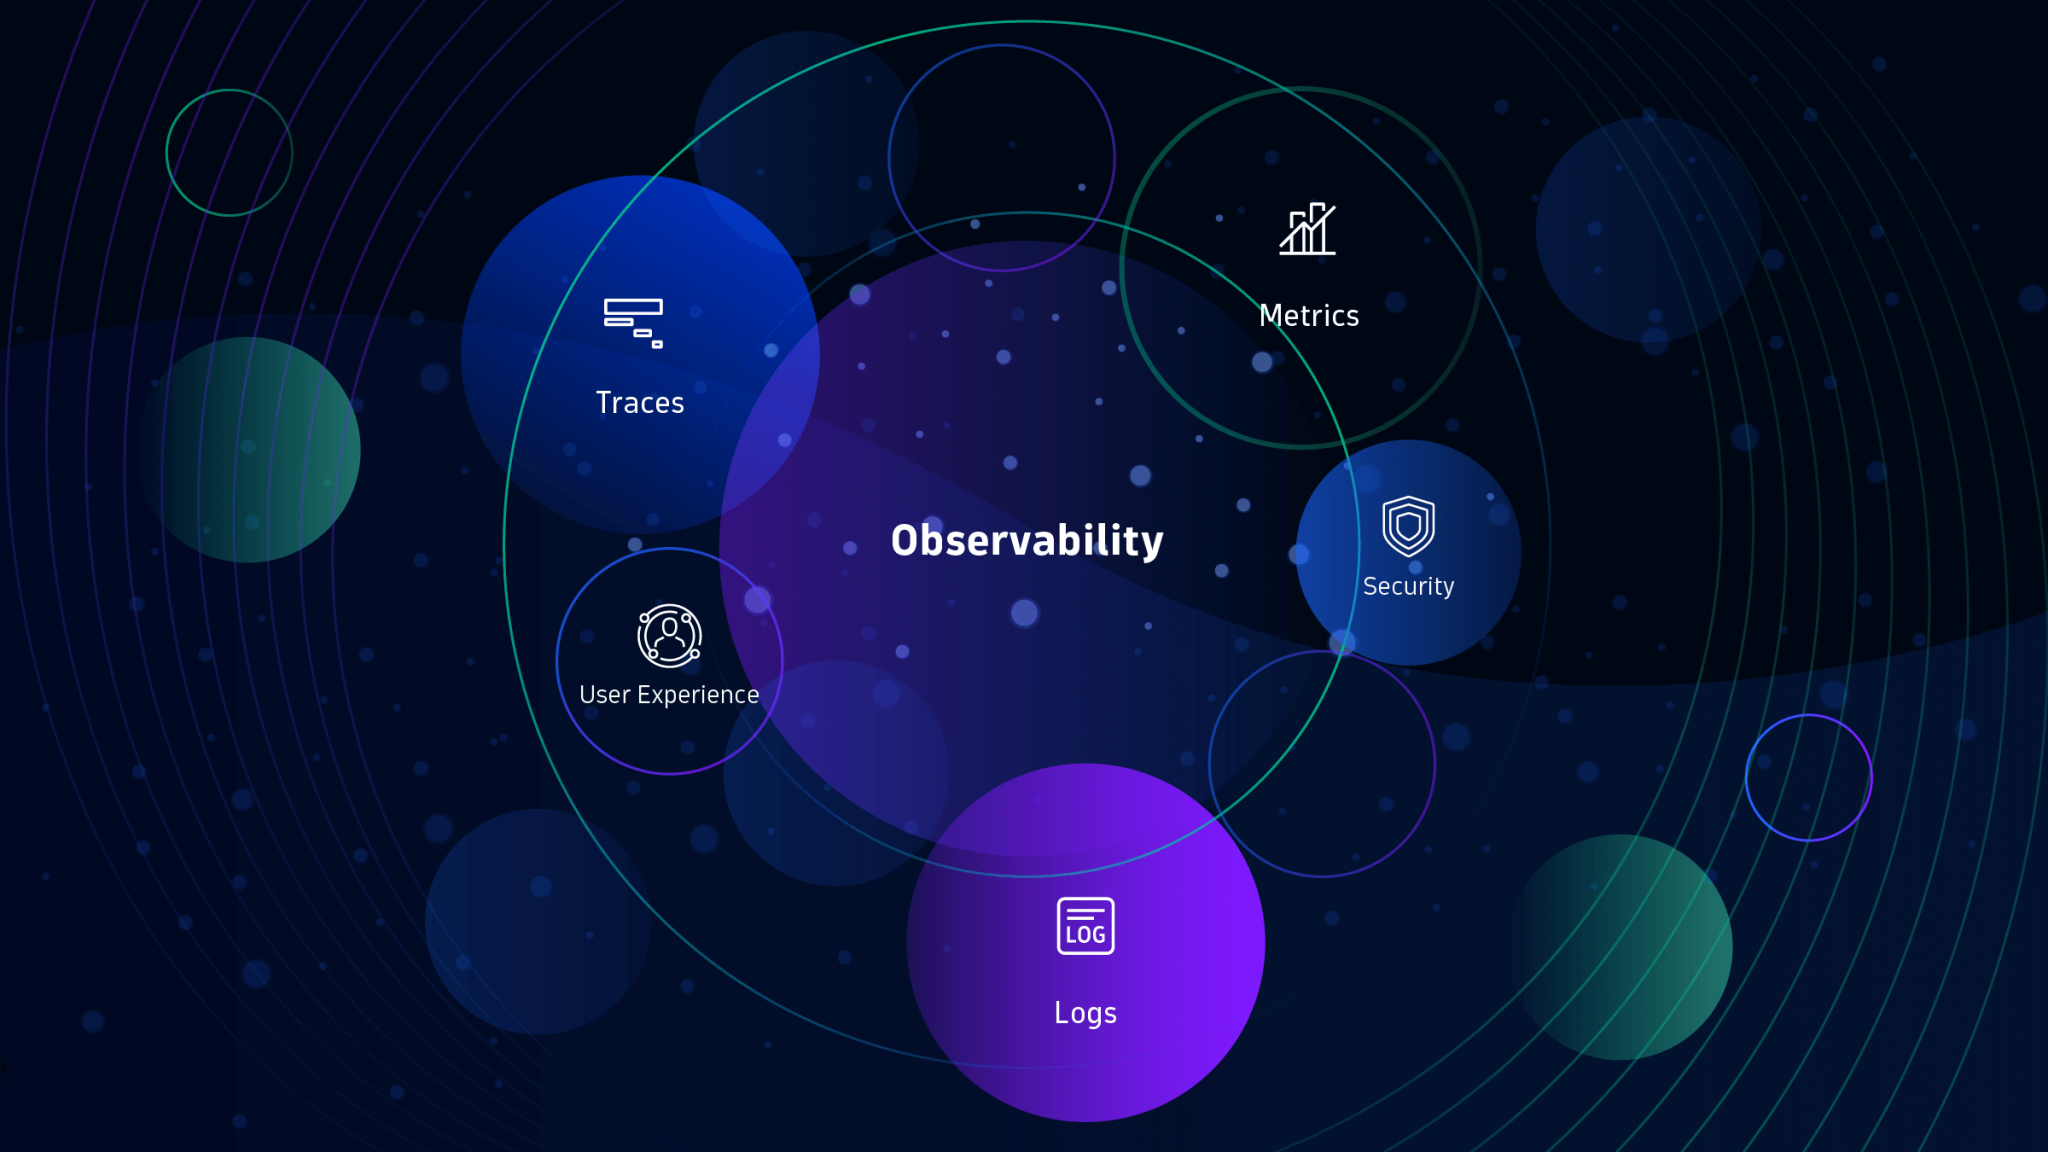 Metrics
Traces
Observability
Security
User Experience
LOG
Logs